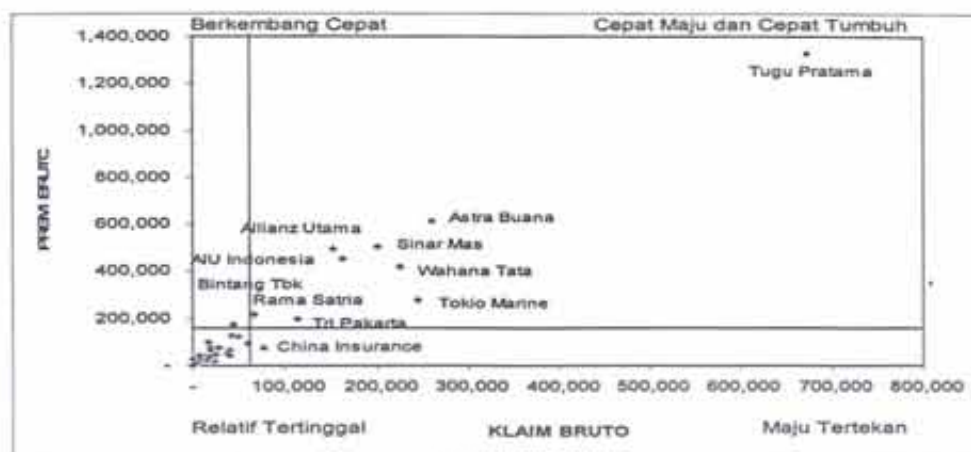 Berkembang Cepat Cepat Maju dan Cepat Tumbuh
1,400,000
Tugu Pratama
1,200,000
1,000,000
800,000
PREM BRUTC
600,000
Astra Buana
Allianz Utama
Sinar Mas
AIU Indonesia
400,000
Wahana Tata
Bintang Tbk
Rama Satria
Tokio Marine
200,000
Tri Pakarta
China Insurance
-
- 100,000 200,000 300,000 400,000 500,000 600,000 700,000 800,000
Relatif Tertinggal KLAIM BRUTO Maju Tertekan